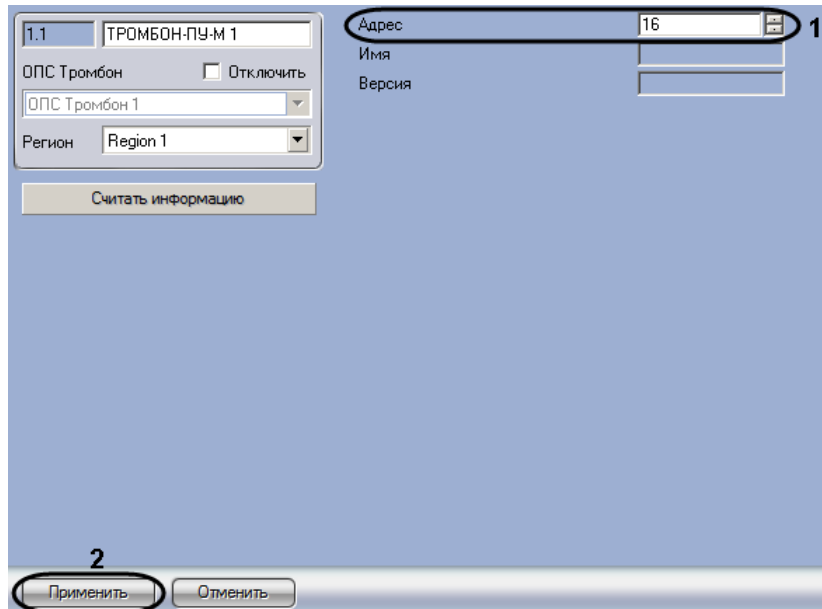 1.1 ТРОМБОН-ПУ-М 1
ОПС Тромбон Отключить
ОПС Тромбон 1
Регион Region 1
Считать информацию
Адрес 16 1
Имя
Версия
2
Применить Отменить